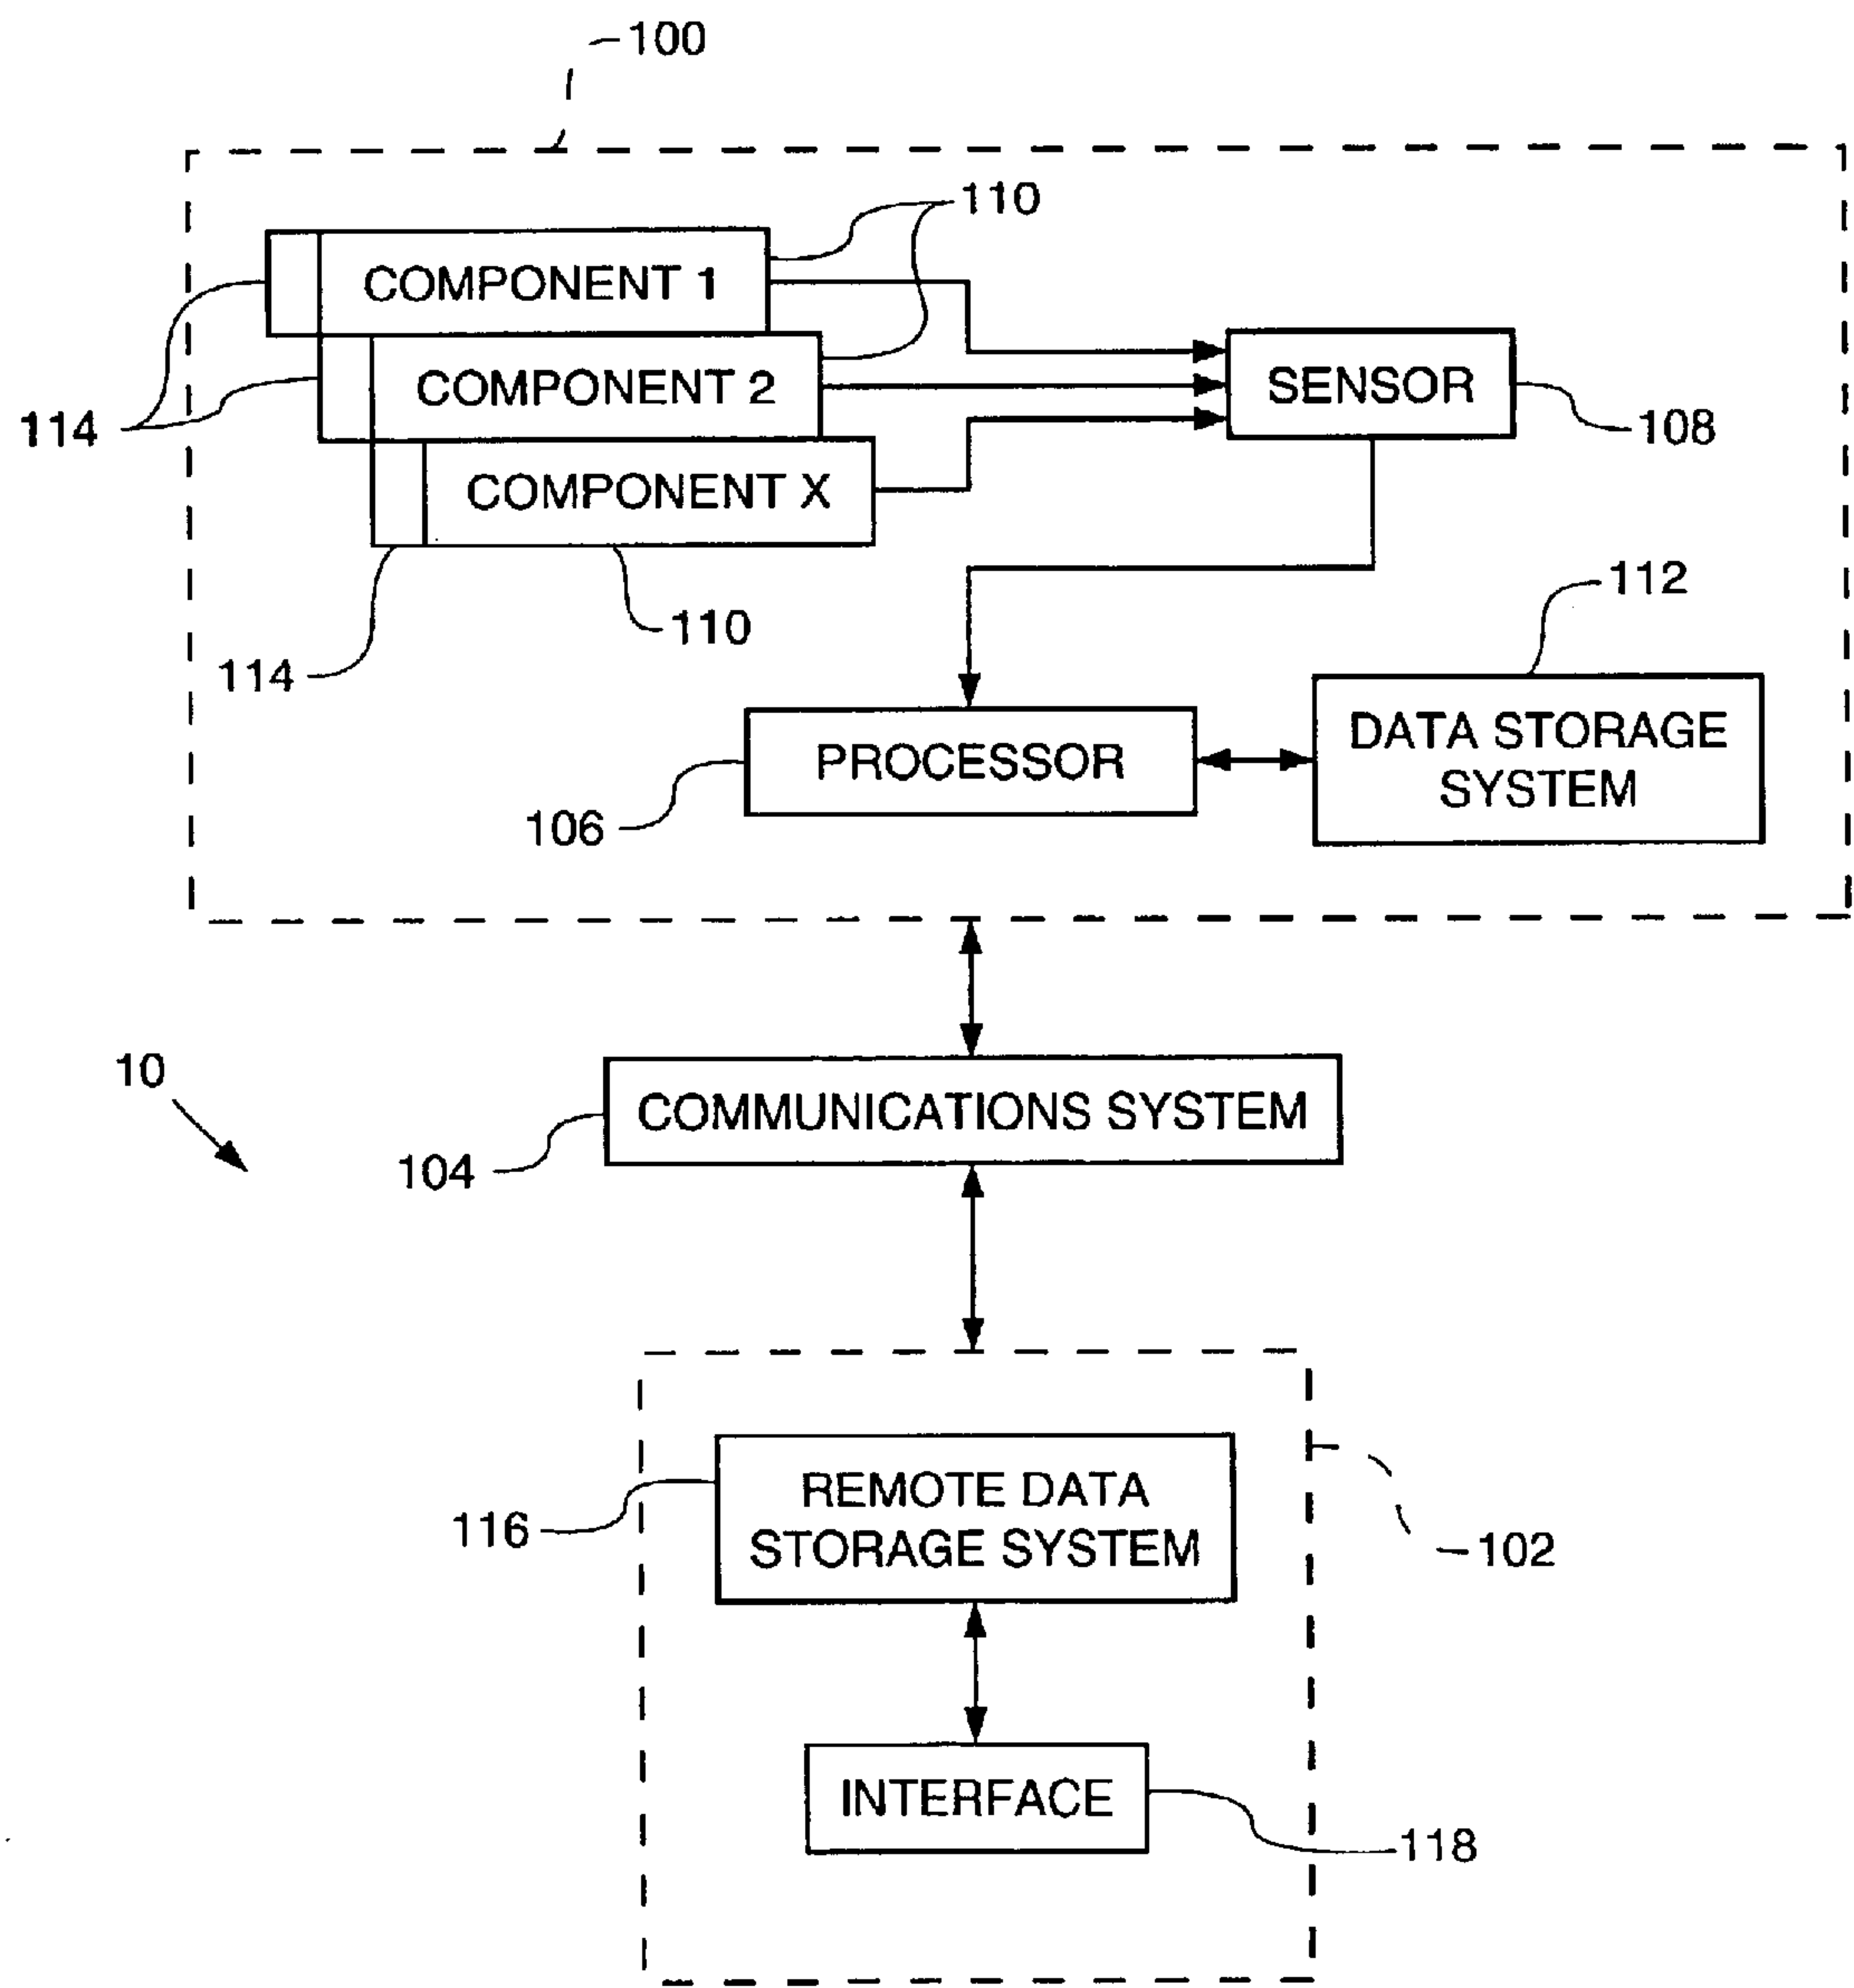 100
110
COMPONENT 1
COMPONENT 2
SENSOR
114
108
COMPONENT X
112
110
114
DATA STORAGE
SYSTEM
PROCESSOR
106
10
COMMUNICATIONS SYSTEM
104
REMOTE DATA
STORAGE SYSTEM
116
102
INTERFACE
118